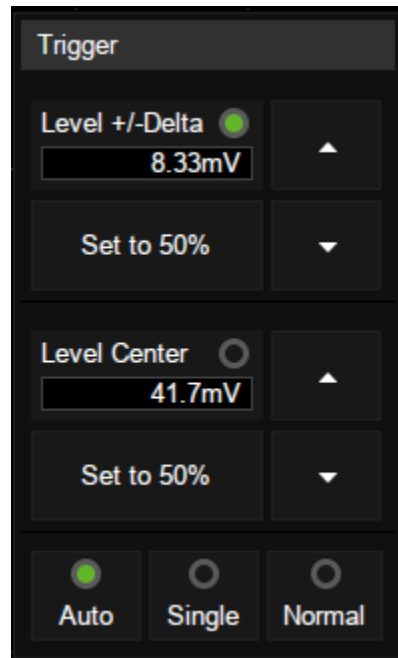 Trigger
Level +/-Delta
8.33mV
Set to 50%
Level Center
41.7mV
Set to 50%
Auto Single Normal